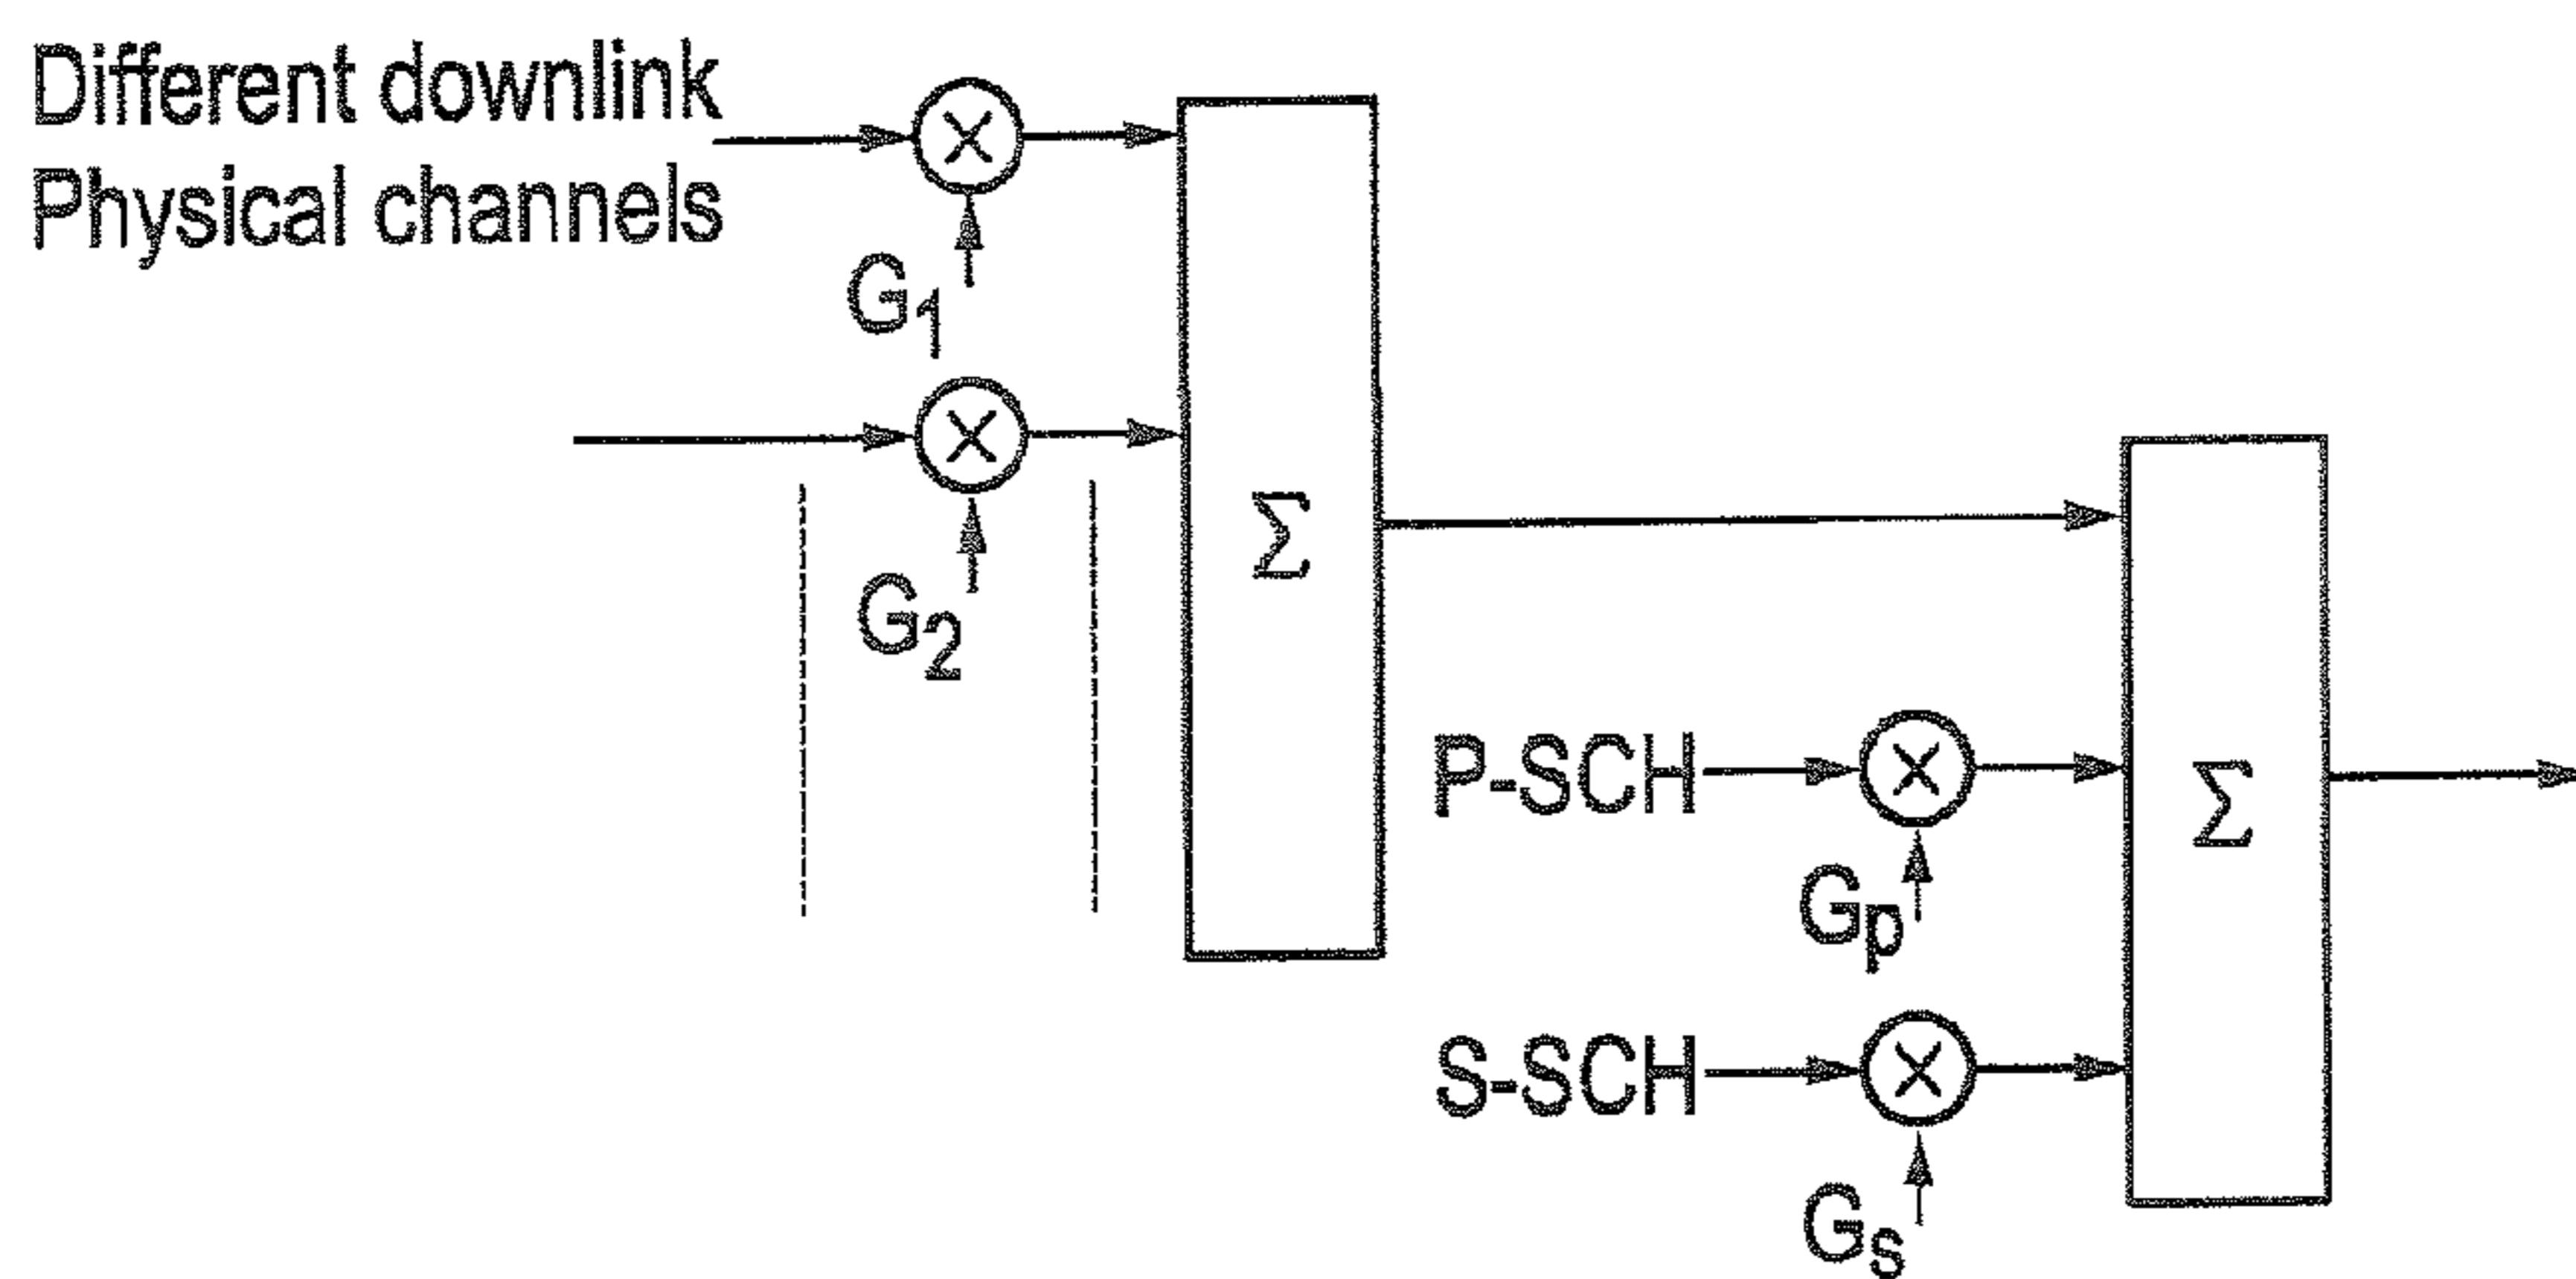 Different downlink
Physical channels
G1
G2
Σ
P-SCH
Gp
Σ
S-SCH
Gs